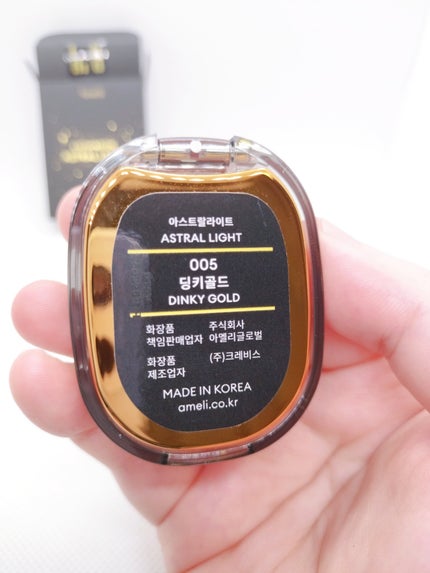 아스트랄라이트
ASTRAL LIGHT
005
딩키골드
DINKY GOLD
화장품 주식회사
책임판매업자 아멜리글로벌
화장품 (주)크레비스
제조업자
MADE IN KOREA
ameli.co.kr